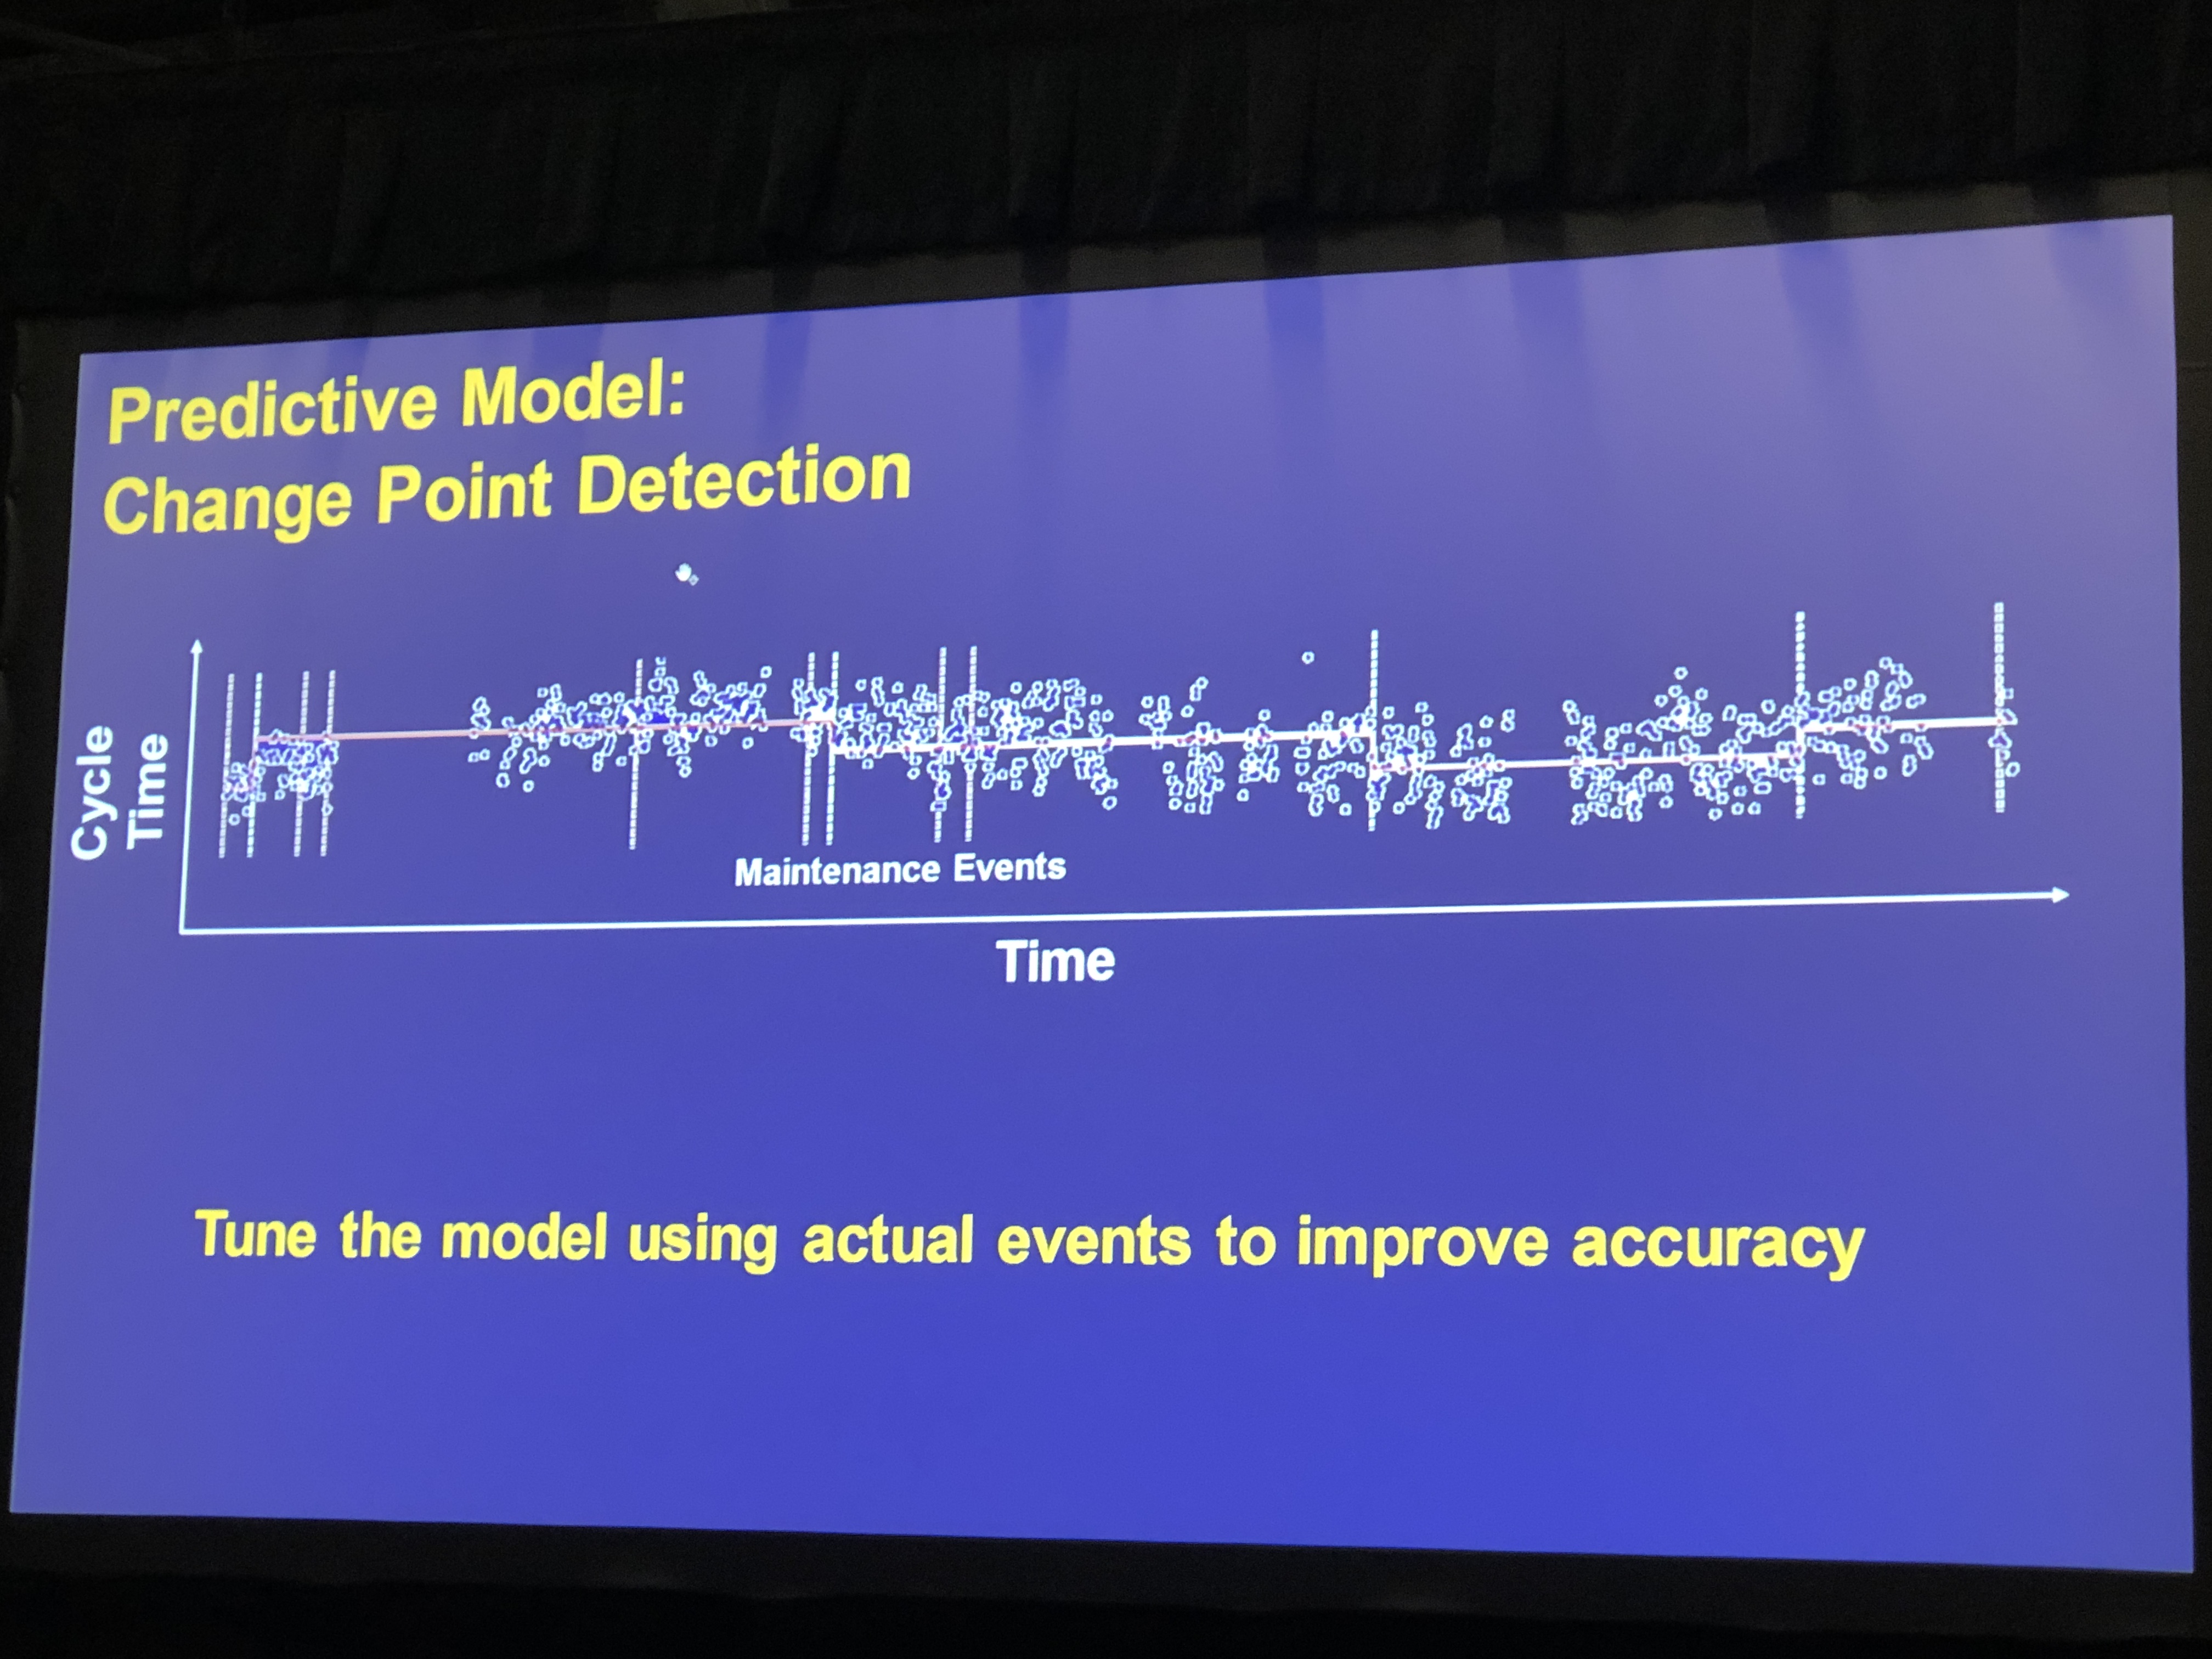 Predictive Model:
Change Point Detection
Cycle
Time
Maintenance Events
Time
Tune the model using actual events to improve accuracy